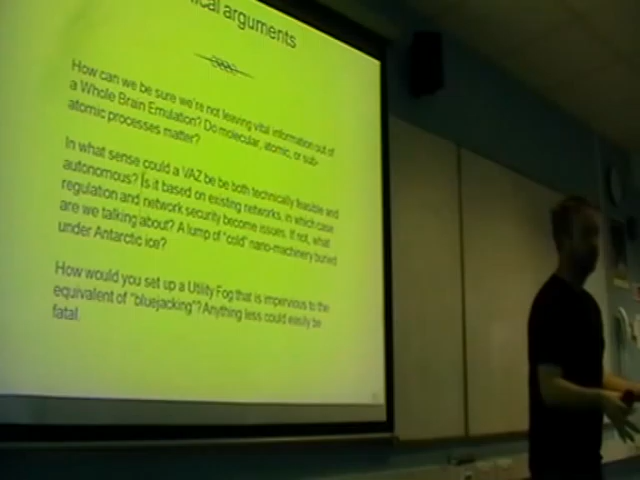 ical arguments
How can we be sure we're not leaving vital information out of
a Whole Brain Emulation? Do molecular, atomic, or sub-
atomic processes matter?
In what sense could a VAZ be be both technically feasible and
autonomous? Is it based on existing networks, in which case
regulation and network security become issues. If not, what
are we talking about? A lump of "cold" nano-machinery buried
under Antarctic ice?
How would you set up a Utility Fog that is impervious to the
equivalent of "bluejacking"? Anything less could easily be
fatal.